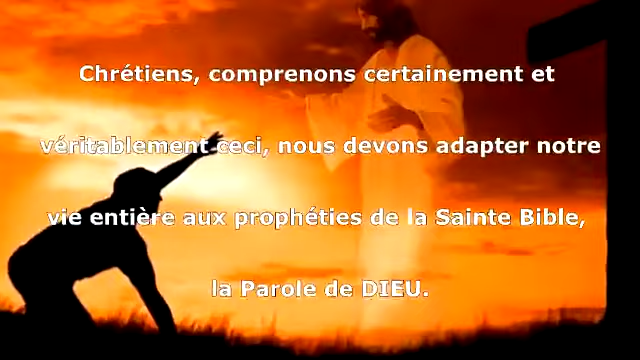 Chrétiens, comprenons certainement et
véritablement ceci, nous devons adapter notre
vie entière aux prophéties de la Sainte Bible,
la Parole de DIEU.